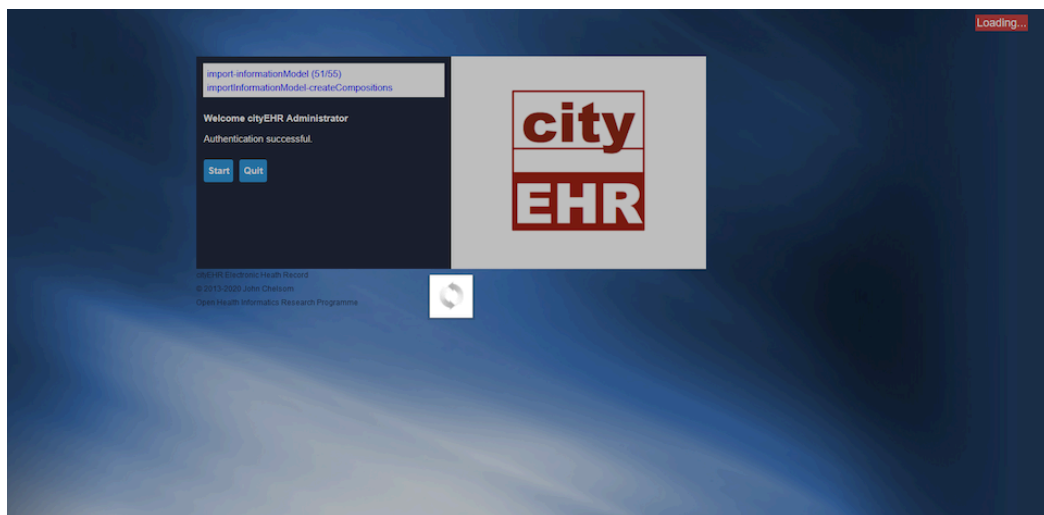 Loading...
import-informationModel (51/55)
importInformationModel-createCompositions
Welcome cityEHR Administrator
Authentication successful.
Start Quit
city
EHR
cityEHR Electronic Heath Record
© 2013-2020 John Chelsom
Open Health Informatics Research Programme